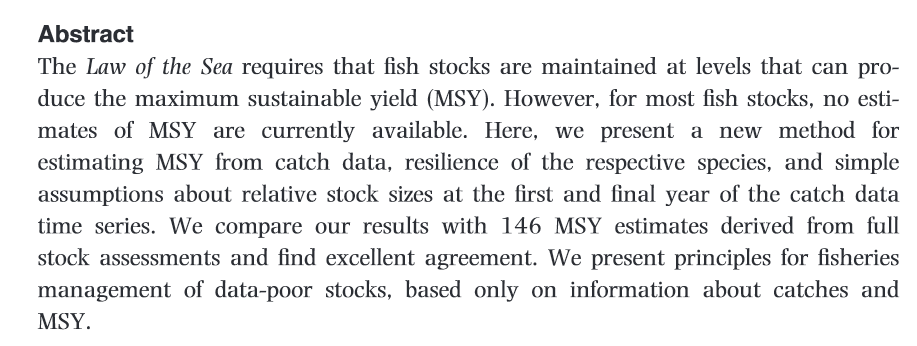 Abstract
The Law of the Sea requires that fish stocks are maintained at levels that can pro-
duce the maximum sustainable yield (MSY). However, for most fish stocks, no esti-
mates of MSY are currently available. Here, we present a new method for
estimating MSY from catch data, resilience of the respective species, and simple
assumptions about relative stock sizes at the first and final year of the catch data
time series. We compare our results with 146 MSY estimates derived from full
stock assessments and find excellent agreement. We present principles for fisheries
management of data-poor stocks, based only on information about catches and
MSY.